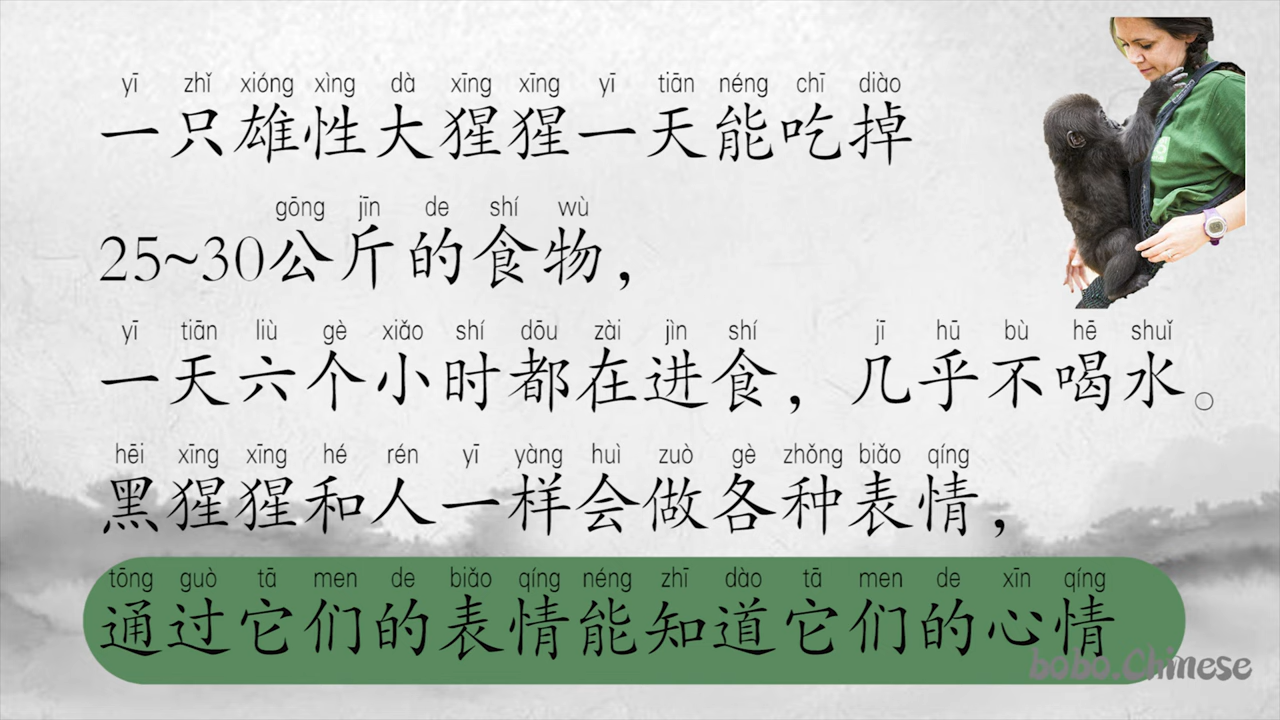 yī zhǐ xióng xìng dà xīng xīng yī tiān néng chī diào
一只雄性大猩猩一天能吃掉
gōng jīn de shí wù
25~30公斤的食物，
yī tiān liù gè xiǎo shí dōu zài jìn shí jī hū bù hē shuǐ
一天六个小时都在进食，几乎不喝水。
hēi xīng xīng hé rén yī yàng huì zuò gè zhǒng biǎo qíng
黑猩猩和人一样会做各种表情，
tōng guò tā men de biǎo qíng néng zhī dào tā men de xīn qíng
通过它们的表情能知道它们的心情
bobo.Chinese